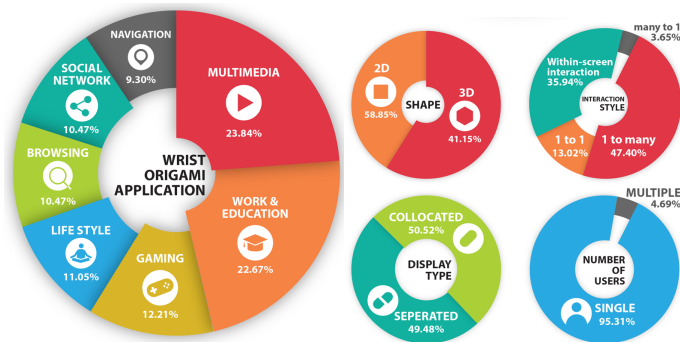 NAVIGATION
9.30%
SOCIAL
NETWORK
10.47%
BROWSING
10.47%
LIFE STYLE
11.05%
GAMING
12.21%
WORK &
EDUCATION
22.67%
MULTIMEDIA
23.84%
WRIST
ORIGAMI
APPLICATION
2D
58.85%
SHAPE
3D
41.15%
many to 1
3.65%
Within-screen
interaction
35.94%
INTERACTION
STYLE
1 to 1
13.02%
1 to many
47.40%
COLLOCATED
50.52%
DISPLAY
TYPE
SEPERATED
49.48%
MULTIPLE
4.69%
NUMBER
OF
USERS
SINGLE
95.31%